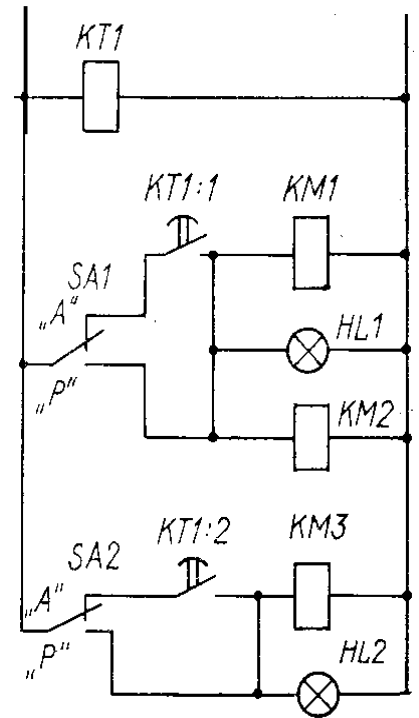 KT1
KT1:1
KM1
SA1
„A“
HL1
„P“
KM2
KT1:2
KM3
SA2
„A“
„P“
HL2